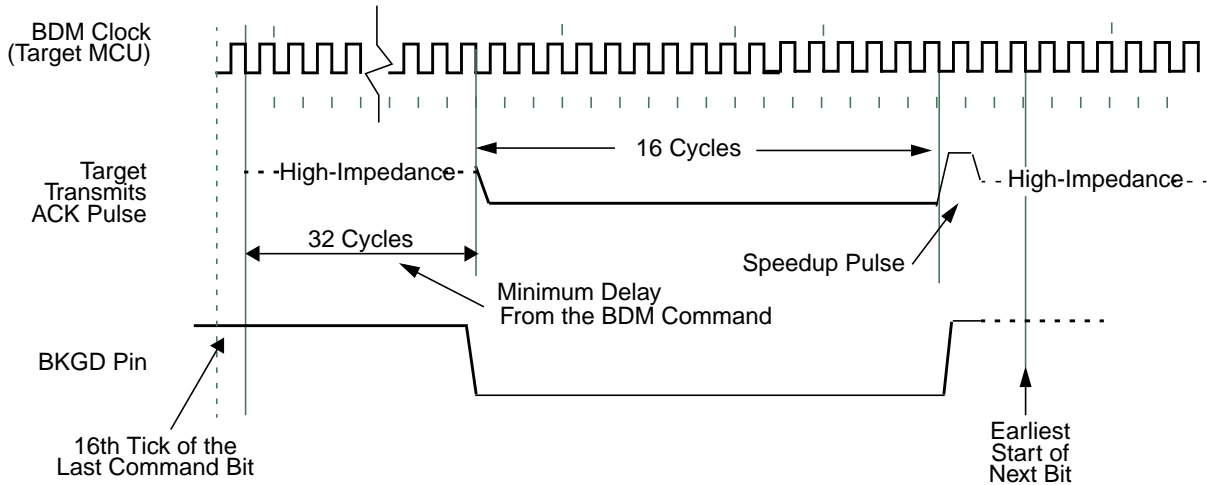 BDM Clock
(Target MCU)
16 Cycles
Target
Transmits
ACK Pulse
High-Impedance
High-Impedance
32 Cycles
Speedup Pulse
Minimum Delay
From the BDM Command
BKGD Pin
16th Tick of the
Last Command Bit
Earliest
Start of
Next Bit